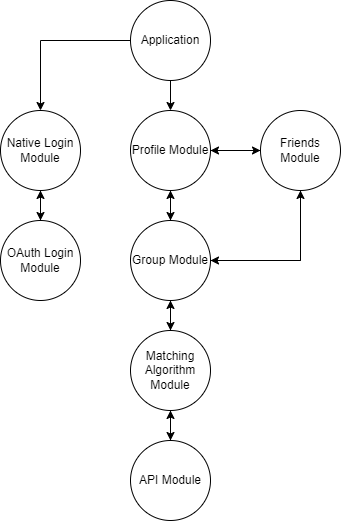 Application
Native Login
Module
Profile Module
Friends
Module
OAuth Login
Module
Group Module
Matching
Algorithm
Module
API Module